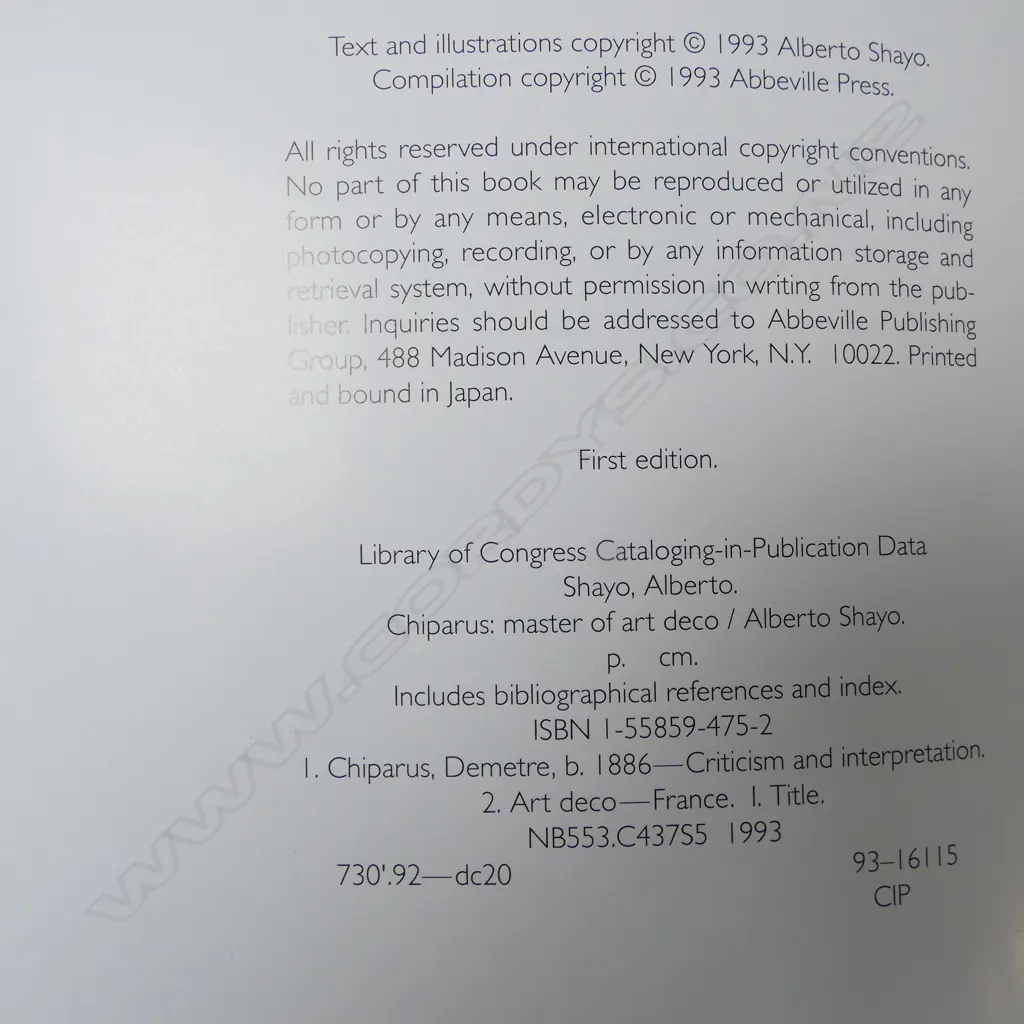 Text and illustrations copyright © 1993 Alberto Shayo.
Compilation copyright © 1993 Abbeville Press.
All rights reserved under international copyright conventions.
No part of this book may be reproduced or utilized in any
form or by any means, electronic or mechanical, including
photocopying, recording, or by any information storage and
retrieval system, without permission in writing from the pub-
lisher. Inquiries should be addressed to Abbeville Publishing
Group, 488 Madison Avenue, New York, N.Y. 10022. Printed
and bound in Japan.
First edition.
Library of Congress Cataloging-in-Publication Data
Shayo, Alberto.
Chiparus: master of art deco / Alberto Shayo.
p. cm.
Includes bibliographical references and index.
ISBN 1-55859-475-2
1. Chiparus, Demetre, b. 1886—Criticism and interpretation.
2. Art deco—France. I. Title.
NB553.C437S5 1993
730'.92—dc20
93–16115
CIP